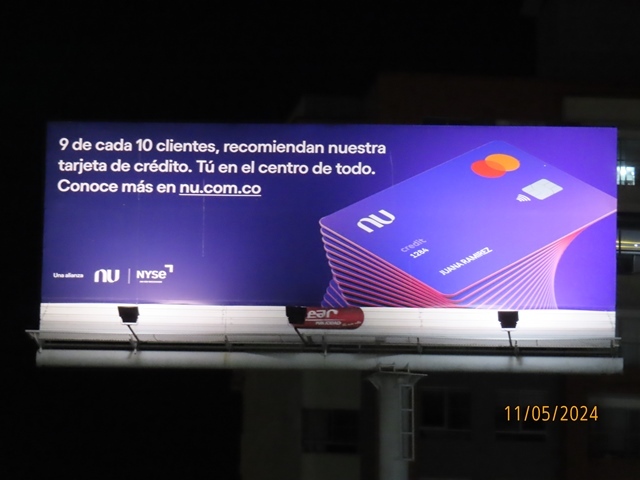 9 de cada 10 clientes, recomiendan nuestra
tarjeta de crédito. Tú en el centro de todo.
Conoce más en nu.com.co
nu
credit
1284
JUANA RAMIREZ
Una alianza nu | NYSE
11/05/2024